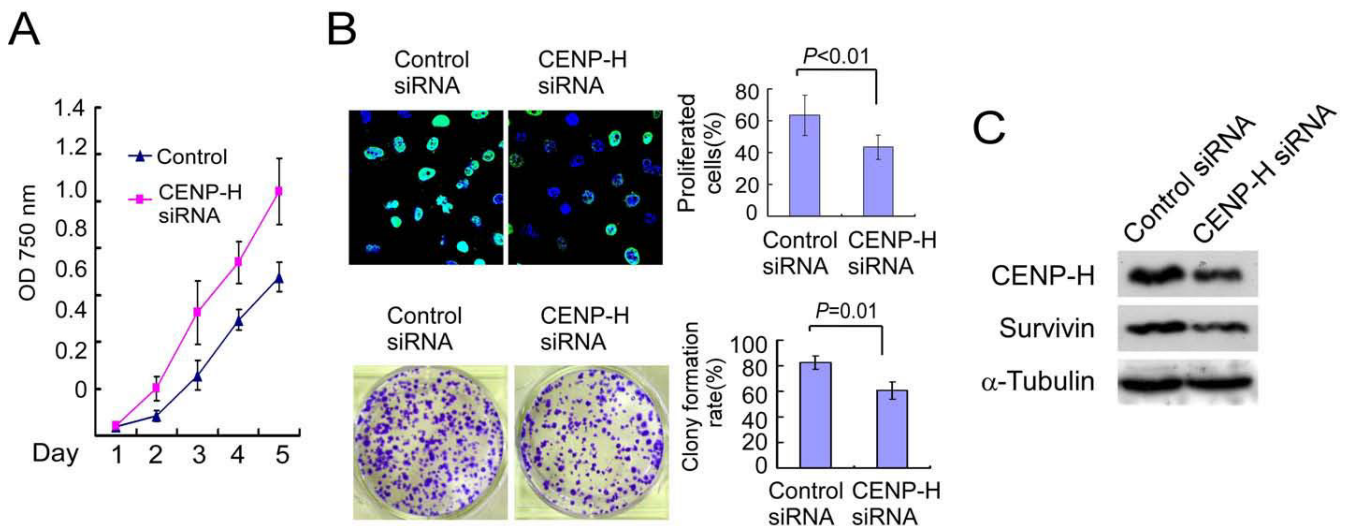 A
1.4
1.2
1.0
0.8
0.6
0.4
0.2
0
OD 750 nm
Control
CENP-H
siRNA
Day 1 2 3 4 5
B
Control
siRNA
CENP-H
siRNA
P<0.01
80
60
40
20
0
Proliferated
cells(%)
Control
siRNA
CENP-H
siRNA
Control
siRNA
CENP-H
siRNA
P=0.01
100
80
60
40
20
0
Clony formation
rate(%)
Control
siRNA
CENP-H
siRNA
C
Control siRNA
CENP-H siRNA
CENP-H
Survivin
α-Tubulin